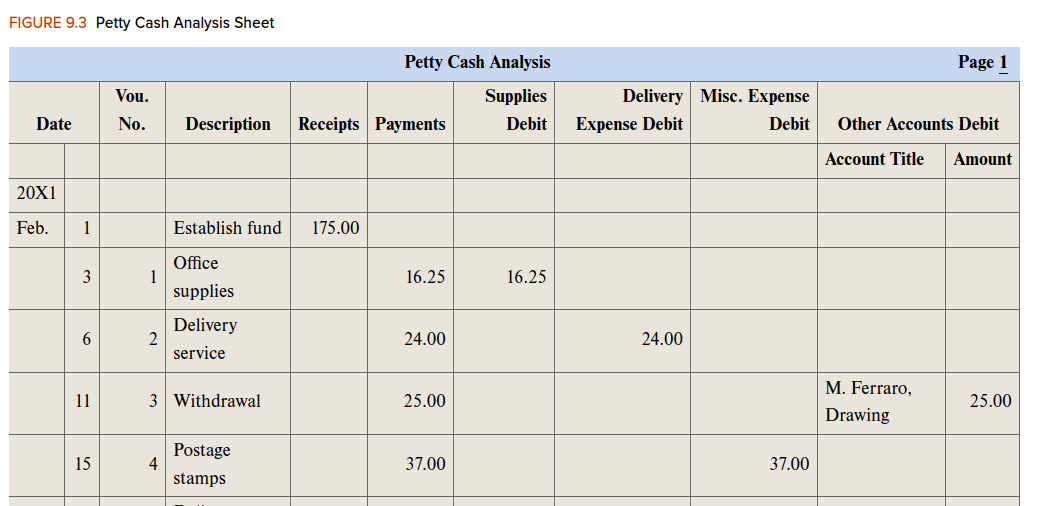 FIGURE 9.3 Petty Cash Analysis Sheet
Petty Cash Analysis Page 1
Vou. Supplies Delivery Misc. Expense
Date No. Description Receipts Payments Debit Expense Debit Debit Other Accounts Debit
Account Title Amount
20X1
Feb. 1 Establish fund 175.00
3 1 Office supplies 16.25 16.25
6 2 Delivery service 24.00 24.00
11 3 Withdrawal 25.00 M. Ferraro, Drawing 25.00
15 4 Postage stamps 37.00 37.00